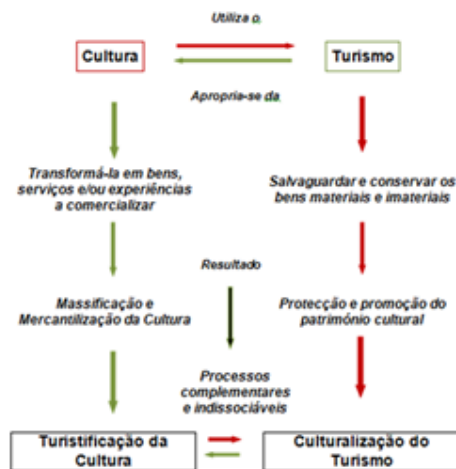 Utiliza o
Cultura
Turismo
Apropria-se da
Transformá-la em bens,
serviços e/ou experiências
a comercializar
Salvaguardar e conservar os
bens materiais e imateriais
Resultado
Massificação e
Mercantilização da Cultura
Protecção e promoção do
património cultural
Processos
complementares
e indissociáveis
Turistificação da
Cultura
Culturalização do
Turismo